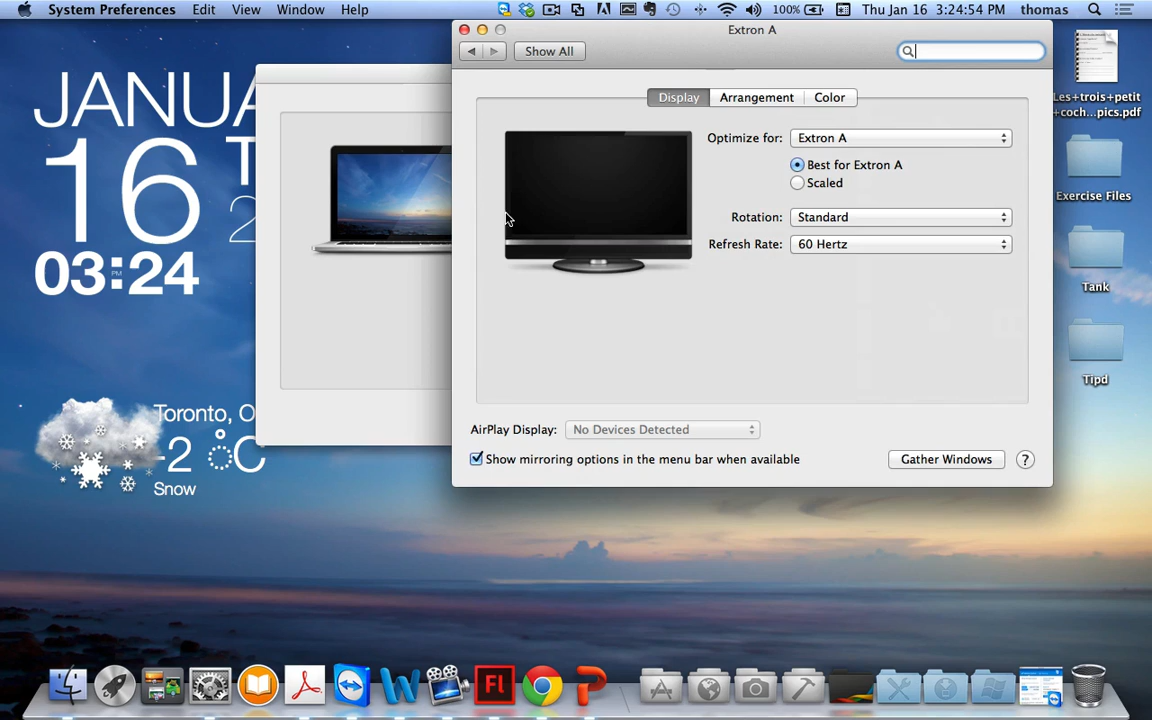 System Preferences Edit View Window Help 100% Thu Jan 16 3:24:54 PM thomas
Extron A
Show All
Display Arrangement Color
Optimize for: Extron A
Best for Extron A
Scaled
Rotation: Standard
Refresh Rate: 60 Hertz
AirPlay Display: No Devices Detected
Show mirroring options in the menu bar when available
Gather Windows ?
JANUA
16
T
2
03:24
PM
Toronto, O
-2 °C
Snow
Les+trois+petit
+coch...pics.pdf
Exercise Files
Tank
Tipd
Fl